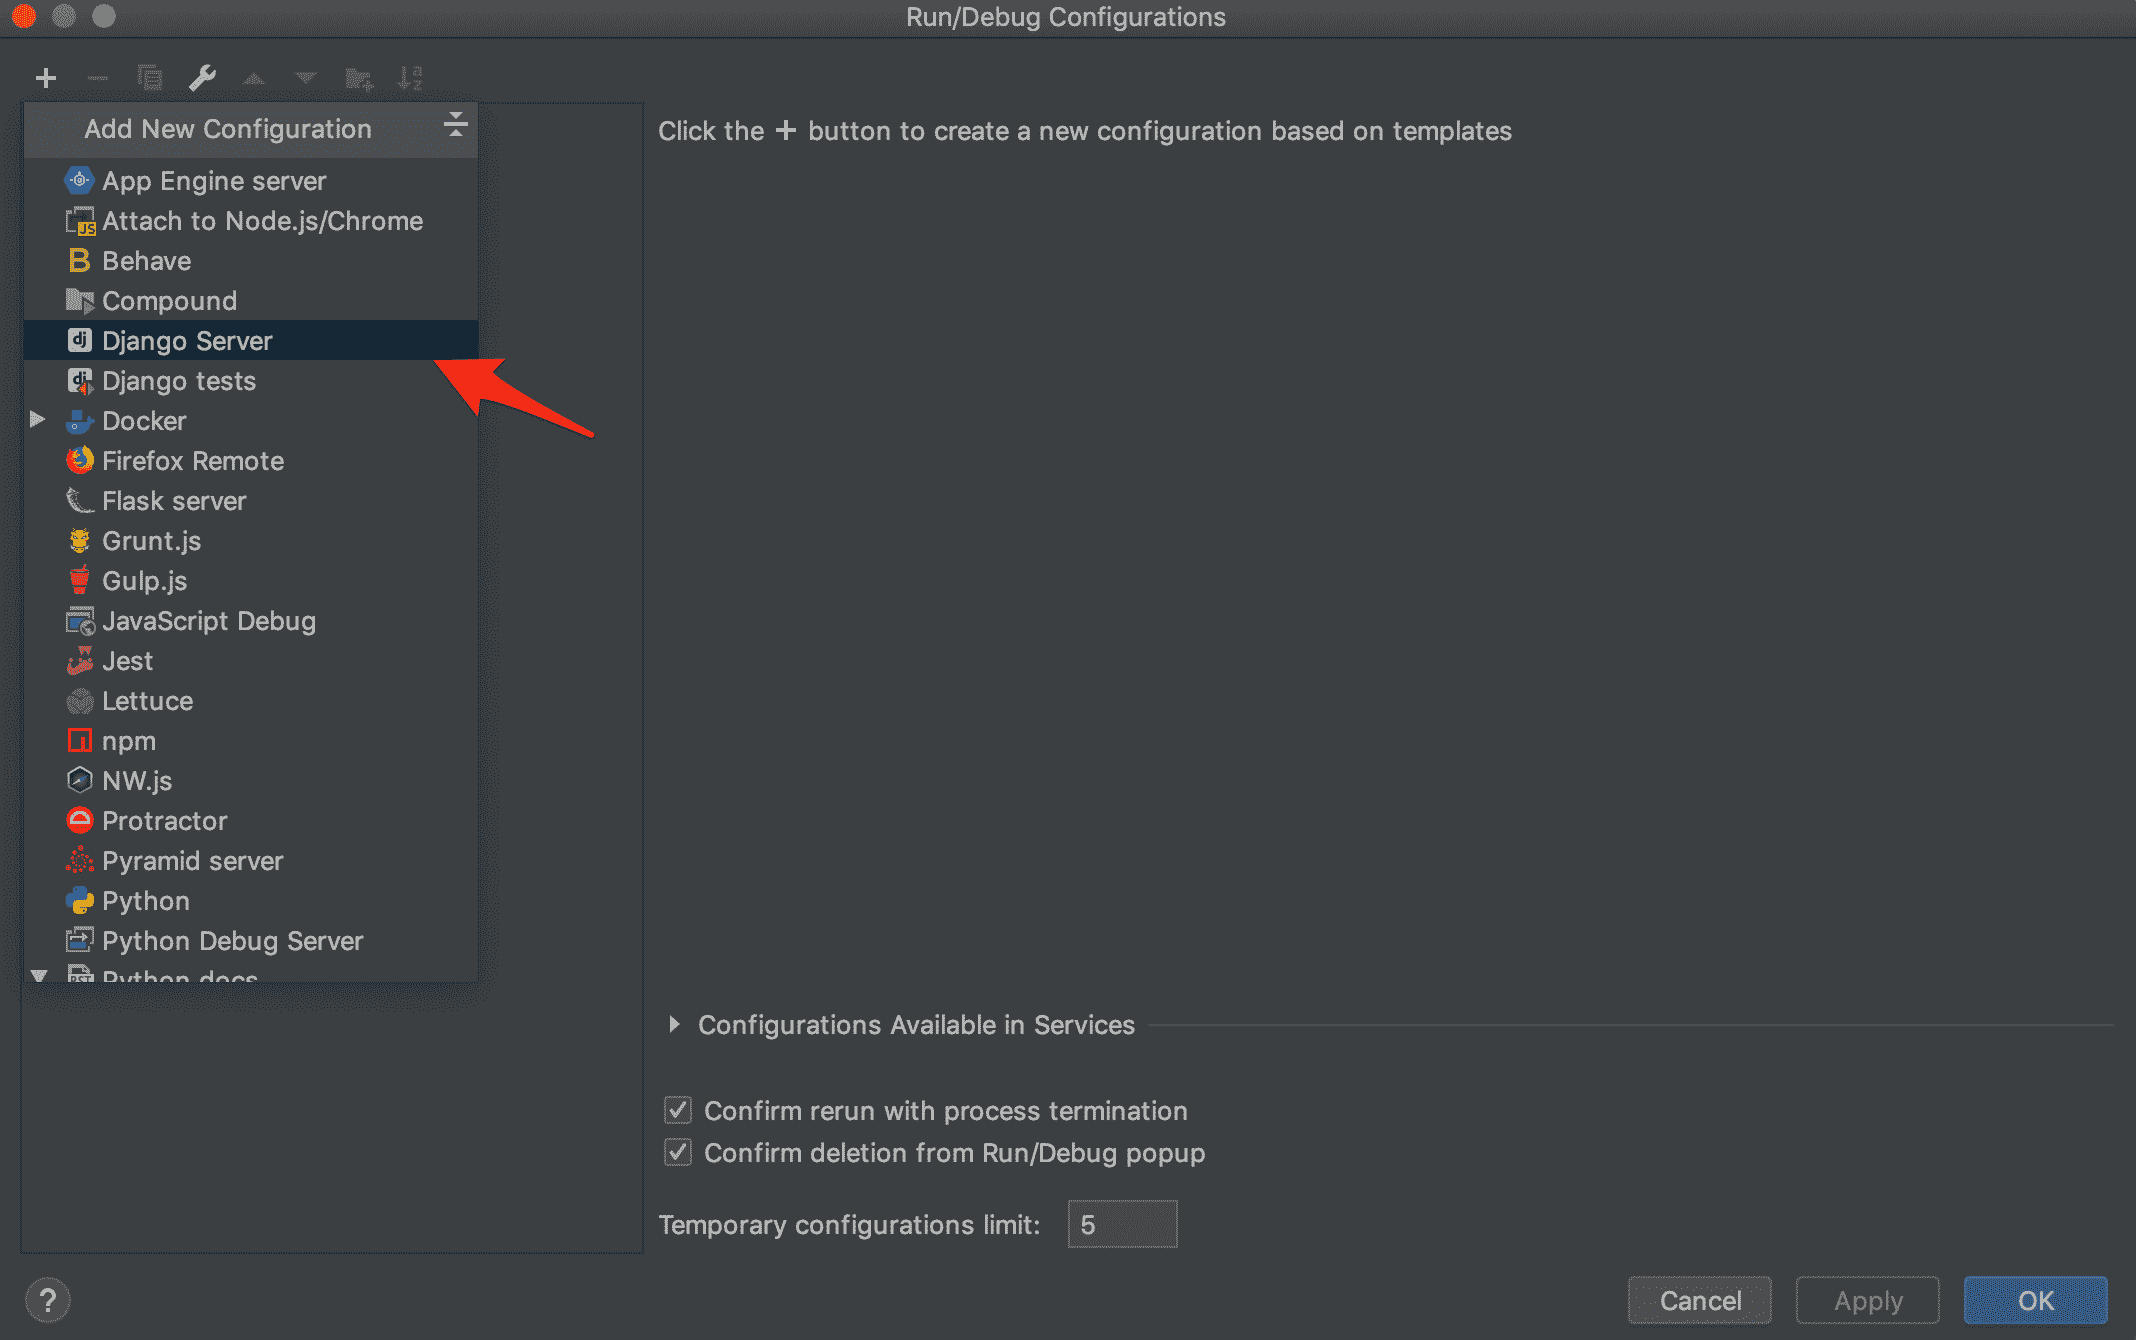 Run/Debug Configurations
Add New Configuration
Click the + button to create a new configuration based on templates
App Engine server
Attach to Node.js/Chrome
Behave
Compound
Django Server
Django tests
Docker
Firefox Remote
Flask server
Grunt.js
Gulp.js
JavaScript Debug
Jest
Lettuce
npm
NW.js
Protractor
Pyramid server
Python
Python Debug Server
Python docs
Configurations Available in Services
Confirm rerun with process termination
Confirm deletion from Run/Debug popup
Temporary configurations limit: 5
? Cancel Apply OK